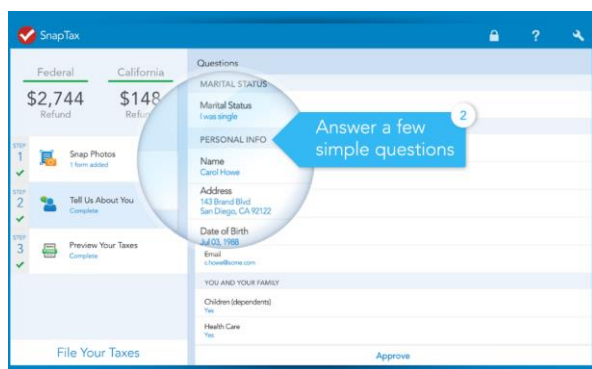 SnapTax
?
Federal California
$2,744 $148
Refund Refund
STEP
1
Snap Photos
1 form added
STEP
2
Tell Us About You
Complete
STEP
3
Preview Your Taxes
Complete
File Your Taxes
Questions
MARITAL STATUS
Marital Status
I was single
PERSONAL INFO
Name
Carol Howe
Address
143 Brand Blvd
San Diego, CA 92122
Date of Birth
Jul 03, 1988
Email
c.howe@acme.com
YOU AND YOUR FAMILY
Children (dependents)
Yes
Health Care
Yes
Approve
2
Answer a few
simple questions